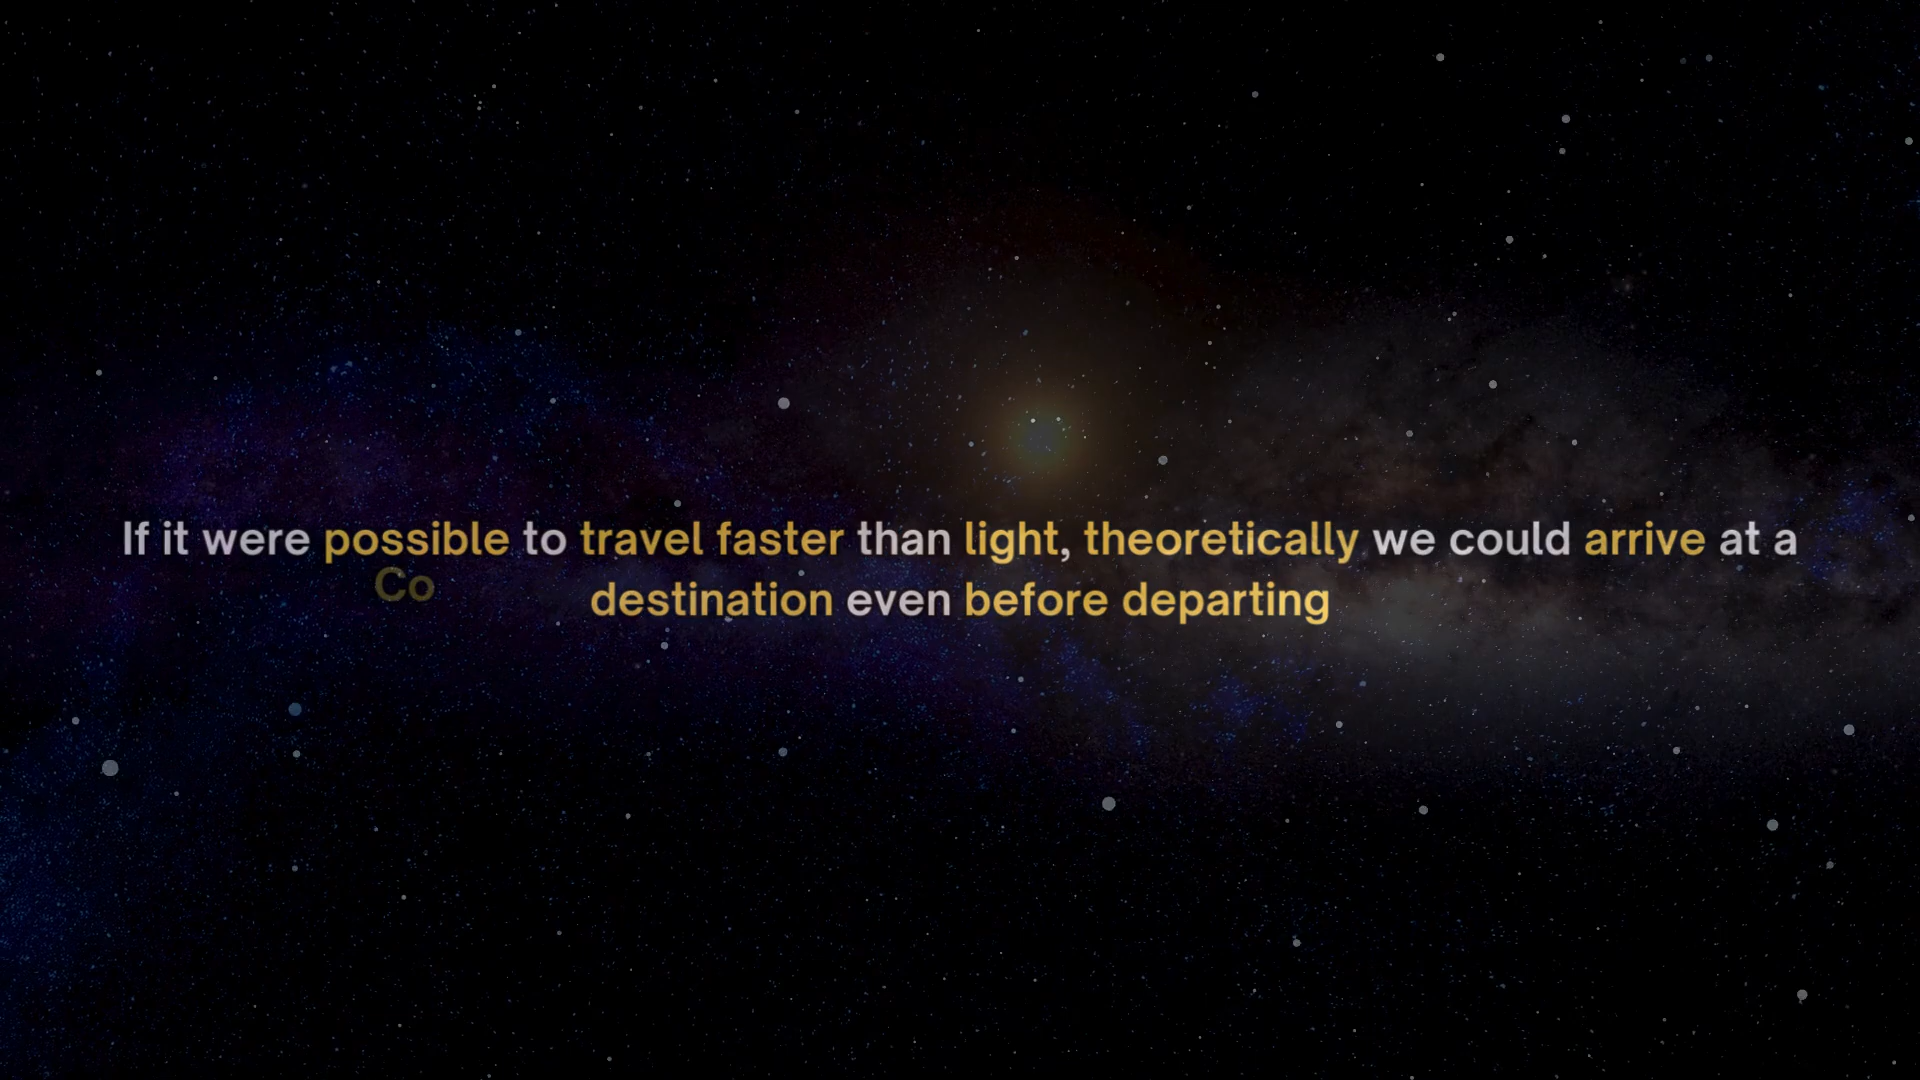 If it were possible to travel faster than light, theoretically we could arrive at a
Co
destination even before departing